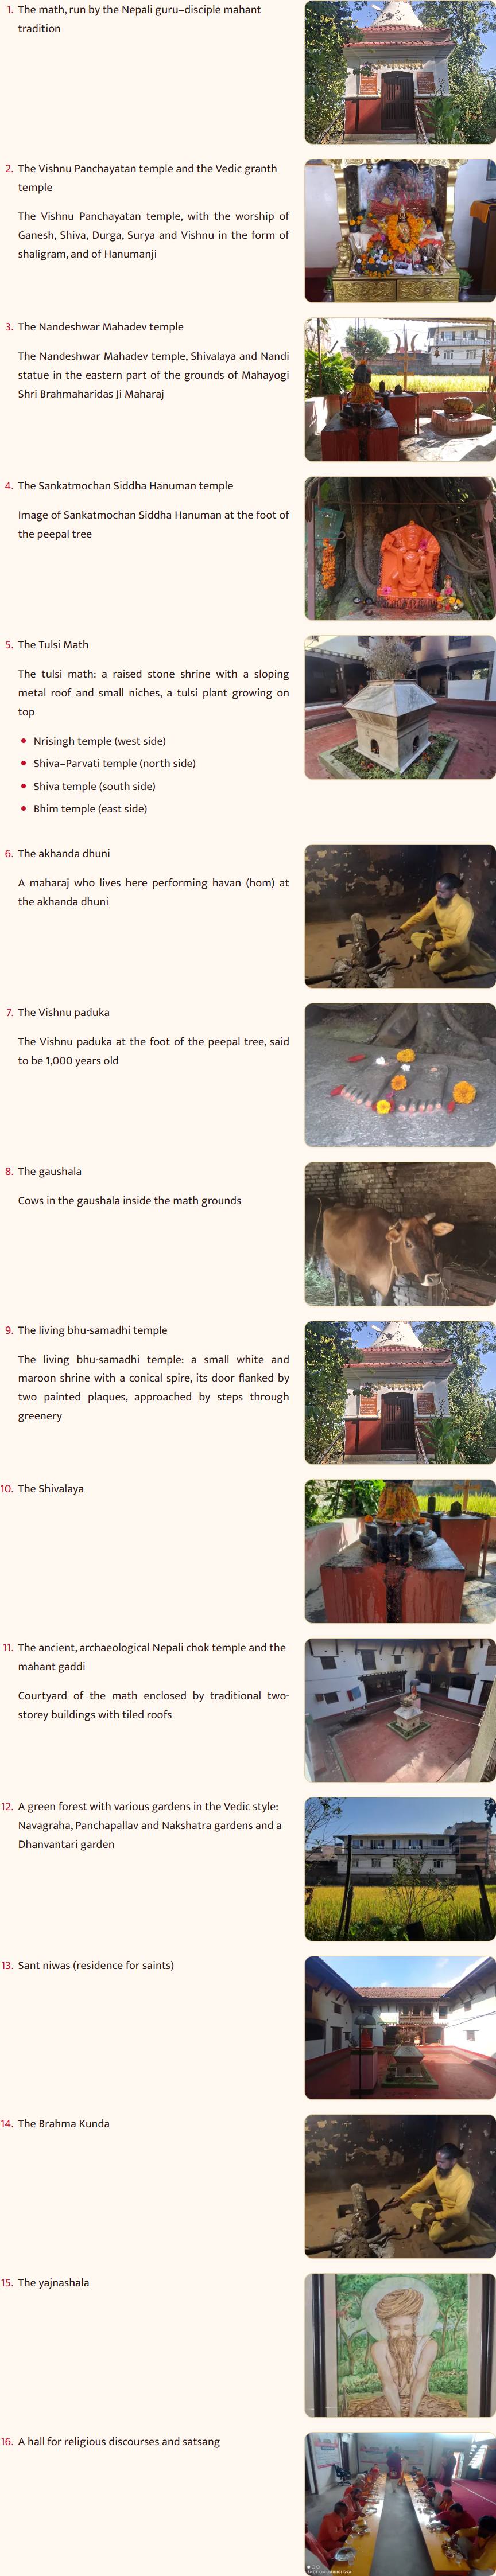 1. The math, run by the Nepali guru–disciple mahant
tradition
2. The Vishnu Panchayatan temple and the Vedic granth
temple
The Vishnu Panchayatan temple, with the worship of
Ganesh, Shiva, Durga, Surya and Vishnu in the form of
shaligram, and of Hanumanji
3. The Nandeshwar Mahadev temple
The Nandeshwar Mahadev temple, Shivalaya and Nandi
statue in the eastern part of the grounds of Mahayogi
Shri Brahmaharidas Ji Maharaj
4. The Sankatmochan Siddha Hanuman temple
Image of Sankatmochan Siddha Hanuman at the foot of
the peepal tree
5. The Tulsi Math
The tulsi math: a raised stone shrine with a sloping
metal roof and small niches, a tulsi plant growing on
top
• Nrisingh temple (west side)
• Shiva–Parvati temple (north side)
• Shiva temple (south side)
• Bhim temple (east side)
6. The akhanda dhuni
A maharaj who lives here performing havan (hom) at
the akhanda dhuni
7. The Vishnu paduka
The Vishnu paduka at the foot of the peepal tree, said
to be 1,000 years old
8. The gaushala
Cows in the gaushala inside the math grounds
9. The living bhu-samadhi temple
The living bhu-samadhi temple: a small white and
maroon shrine with a conical spire, its door flanked by
two painted plaques, approached by steps through
greenery
10. The Shivalaya
11. The ancient, archaeological Nepali chok temple and the
mahant gaddi
Courtyard of the math enclosed by traditional two-
storey buildings with tiled roofs
12. A green forest with various gardens in the Vedic style:
Navagraha, Panchapallav and Nakshatra gardens and a
Dhanvantari garden
13. Sant niwas (residence for saints)
14. The Brahma Kunda
15. The yajnashala
16. A hall for religious discourses and satsang